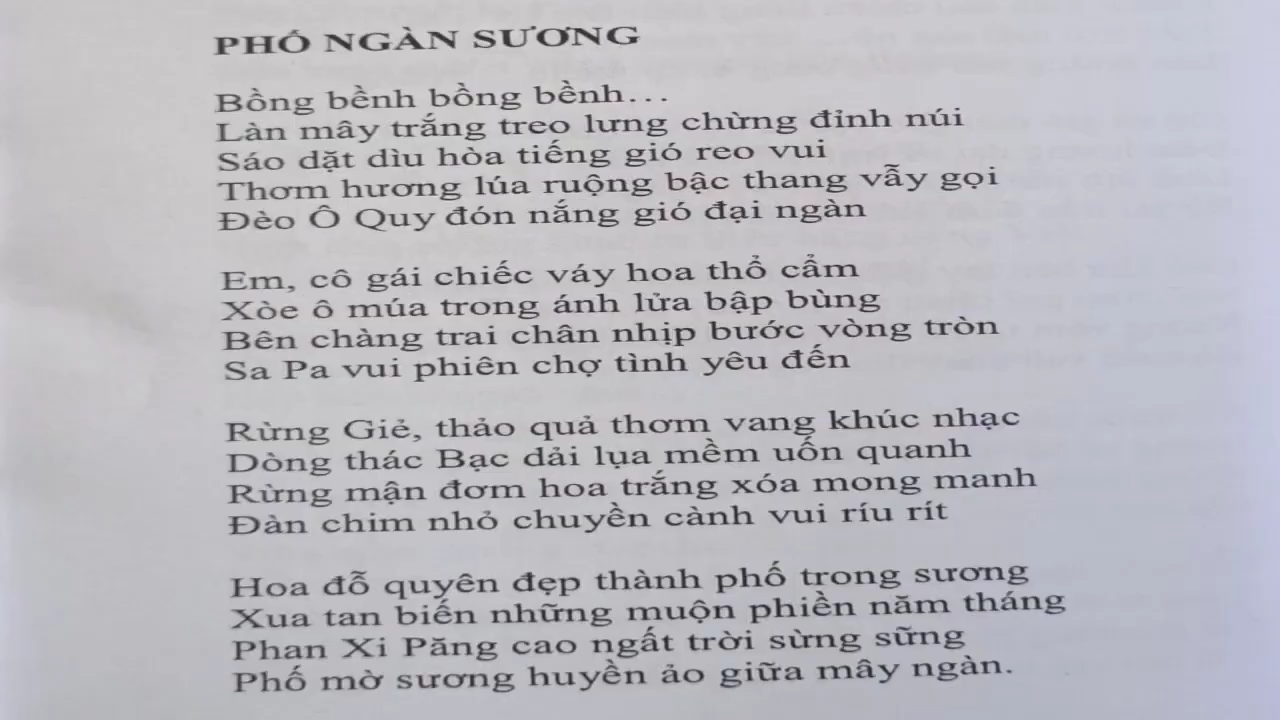 PHỐ NGÀN SƯƠNG
Bồng bềnh bồng bềnh...
Làn mây trắng treo lưng chừng đỉnh núi
Sáo dặt dìu hòa tiếng gió reo vui
Thơm hương lúa ruộng bậc thang vẫy gọi
Đèo Ô Quy đón nắng gió đại ngàn
Em, cô gái chiếc váy hoa thổ cẩm
Xòe ô múa trong ánh lửa bập bùng
Bên chàng trai chân nhịp bước vòng tròn
Sa Pa vui phiên chợ tình yêu đến
Rừng Giẻ, thảo quả thơm vang khúc nhạc
Dòng thác Bạc dải lụa mềm uốn quanh
Rừng mận đơm hoa trắng xóa mong manh
Đàn chim nhỏ chuyền cành vui ríu rít
Hoa đỗ quyên đẹp thành phố trong sương
Xua tan biến những muộn phiền năm tháng
Phan Xi Păng cao ngất trời sừng sững
Phố mờ sương huyền ảo giữa mây ngàn.